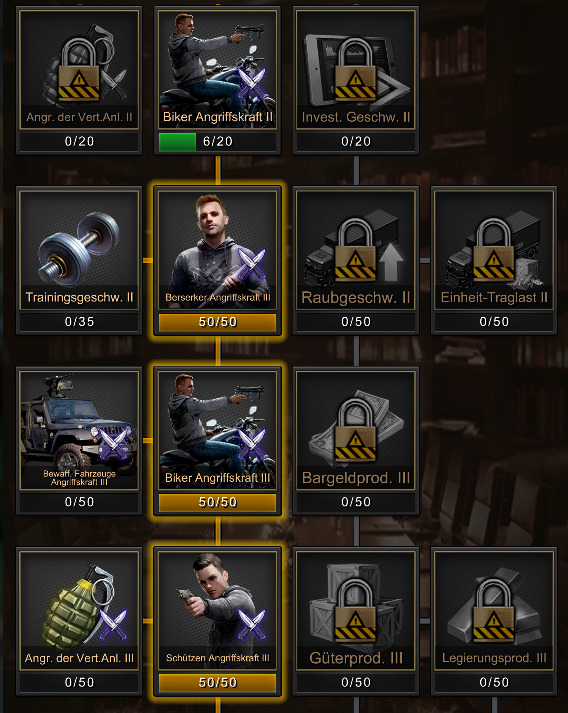 Angr. der Vert.Anl. II
0/20
Biker Angriffskraft II
6/20
Invest. Geschw. II
0/20
Trainingsgeschw. II
0/35
Berserker Angriffskraft III
50/50
Raubgeschw. II
0/50
Einheit-Traglast II
0/50
Bewaff. Fahrzeuge
Angriffskraft III
0/50
Biker Angriffskraft III
50/50
Bargeldprod. III
0/50
Angr. der Vert.Anl. III
0/50
Schützen Angriffskraft III
50/50
Güterprod. III
0/50
Legierungsprod. III
0/50